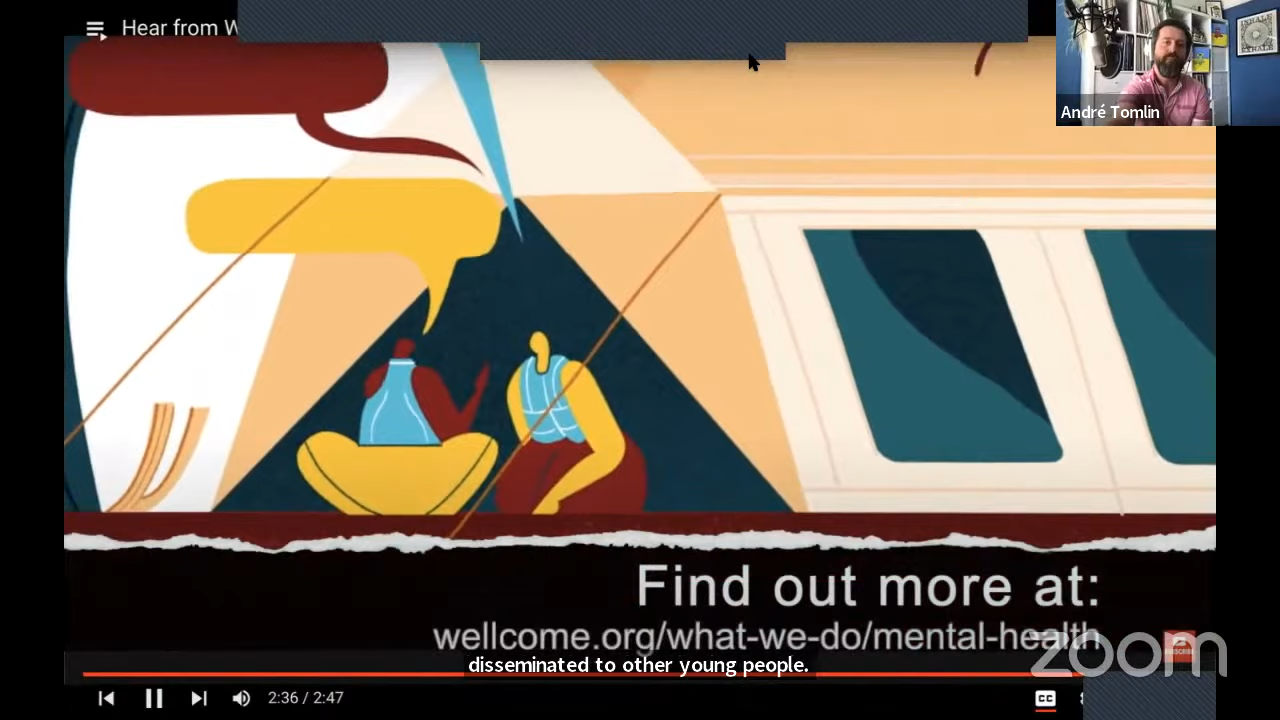 Hear from W
André Tomlin
Find out more at:
wellcome.org/what-we-do/mental-health
disseminated to other young people.
zoom
SUBSCRIBE
2:36 / 2:47
CC